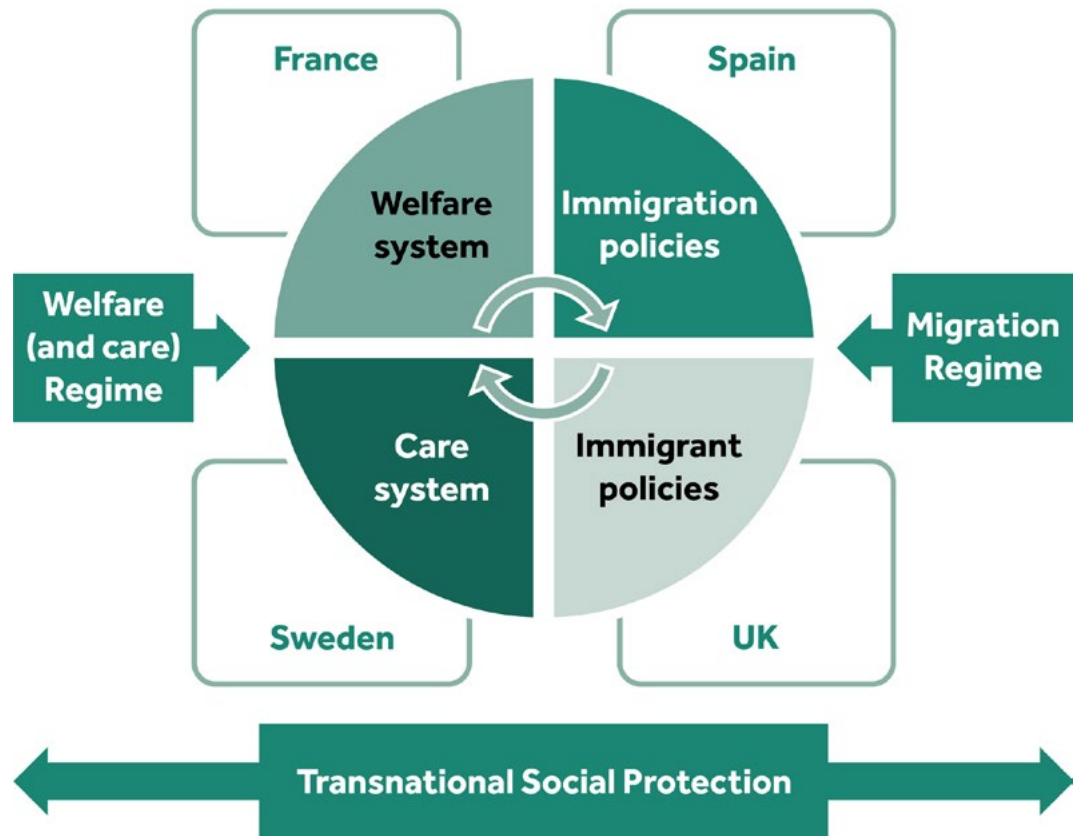 France
Spain
Welfare
system
Immigration
policies
Welfare
(and care)
Regime
Migration
Regime
Care
system
Immigrant
policies
Sweden
UK
Transnational Social Protection